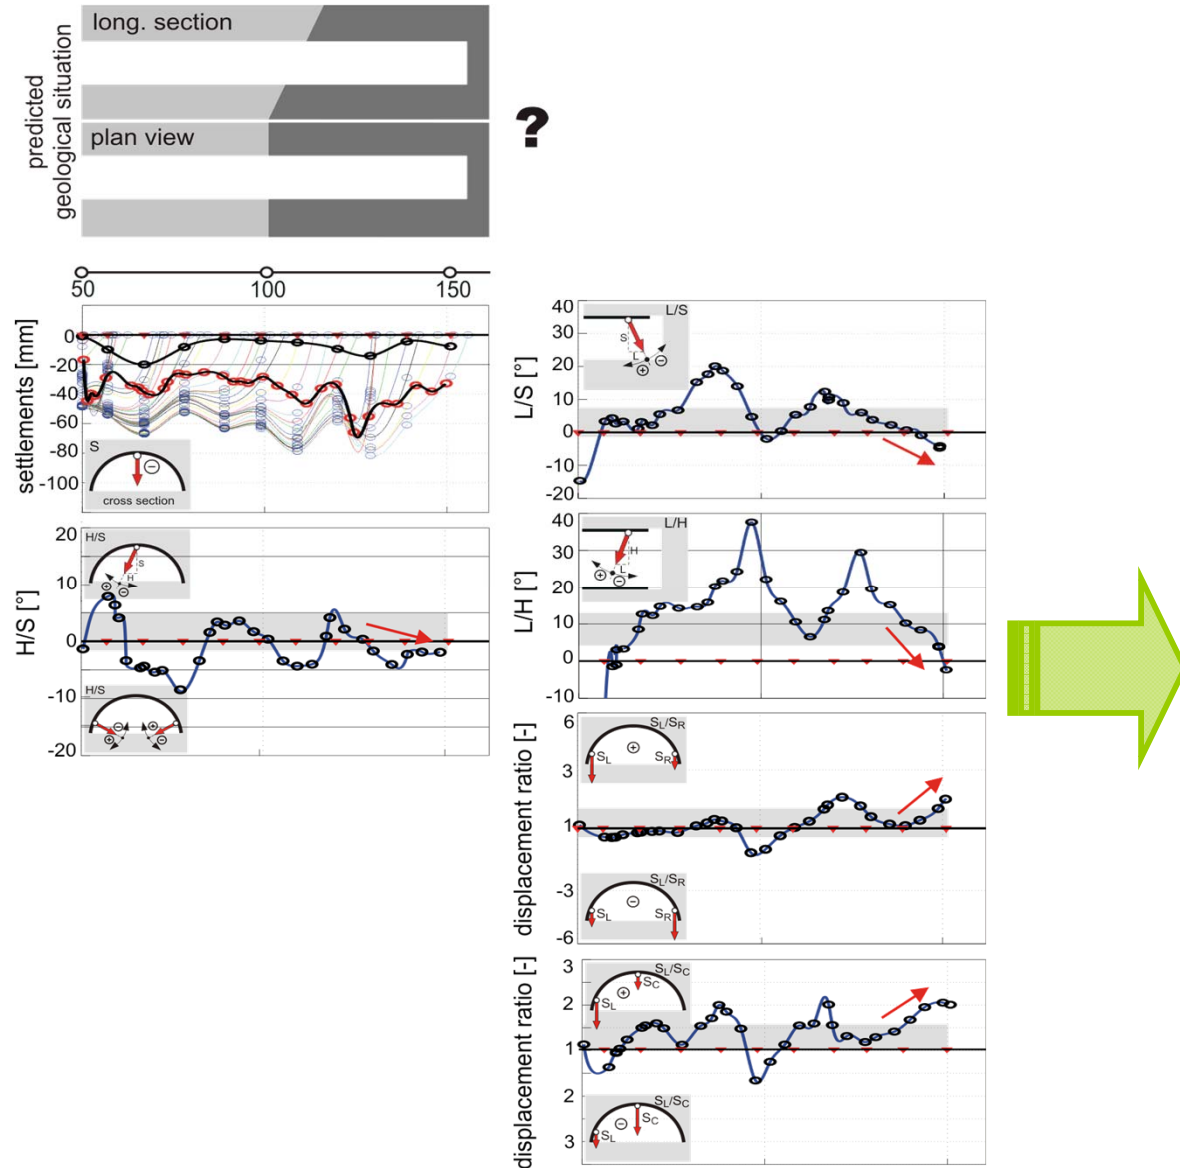 long. section
predicted
geological situation
plan view
?
50
100
150
settlements [mm]
0
-20
-40
-60
-80
-100
S
cross section
H/S [°]
20
10
0
-10
-20
H/S
S
H
H/S
L/S [°]
40
30
20
10
0
-10
-20
L/S
S
L
L/H [°]
40
30
20
10
0
-10
L/H
H
L
displacement ratio [-]
6
3
1
-3
-6
SL/SR
SL
SR
SL/SR
SL
SR
displacement ratio [-]
3
2
1
2
3
SL/SC
SC
SL
SL/SC
SC
SL